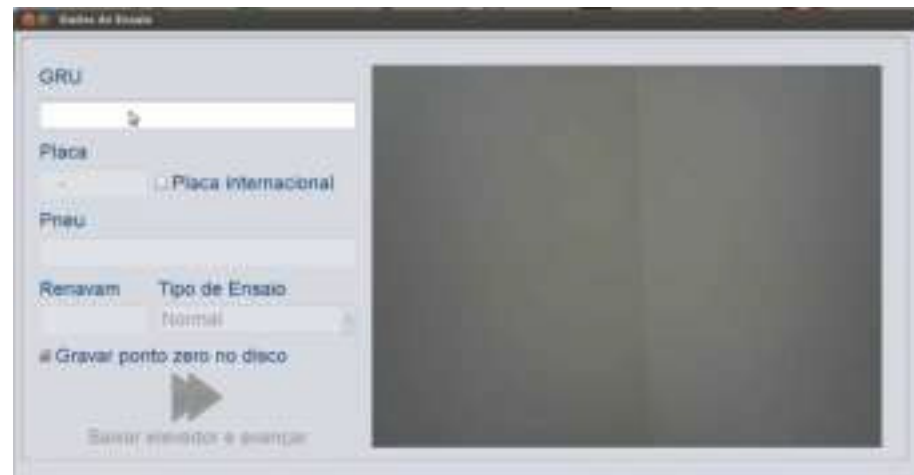 Dados do Ensaio
GRU
Placa
-
Placa internacional
Pneu
Renavam
Tipo de Ensaio
Normal
Gravar ponto zero no disco
Baixar elevador e avançar